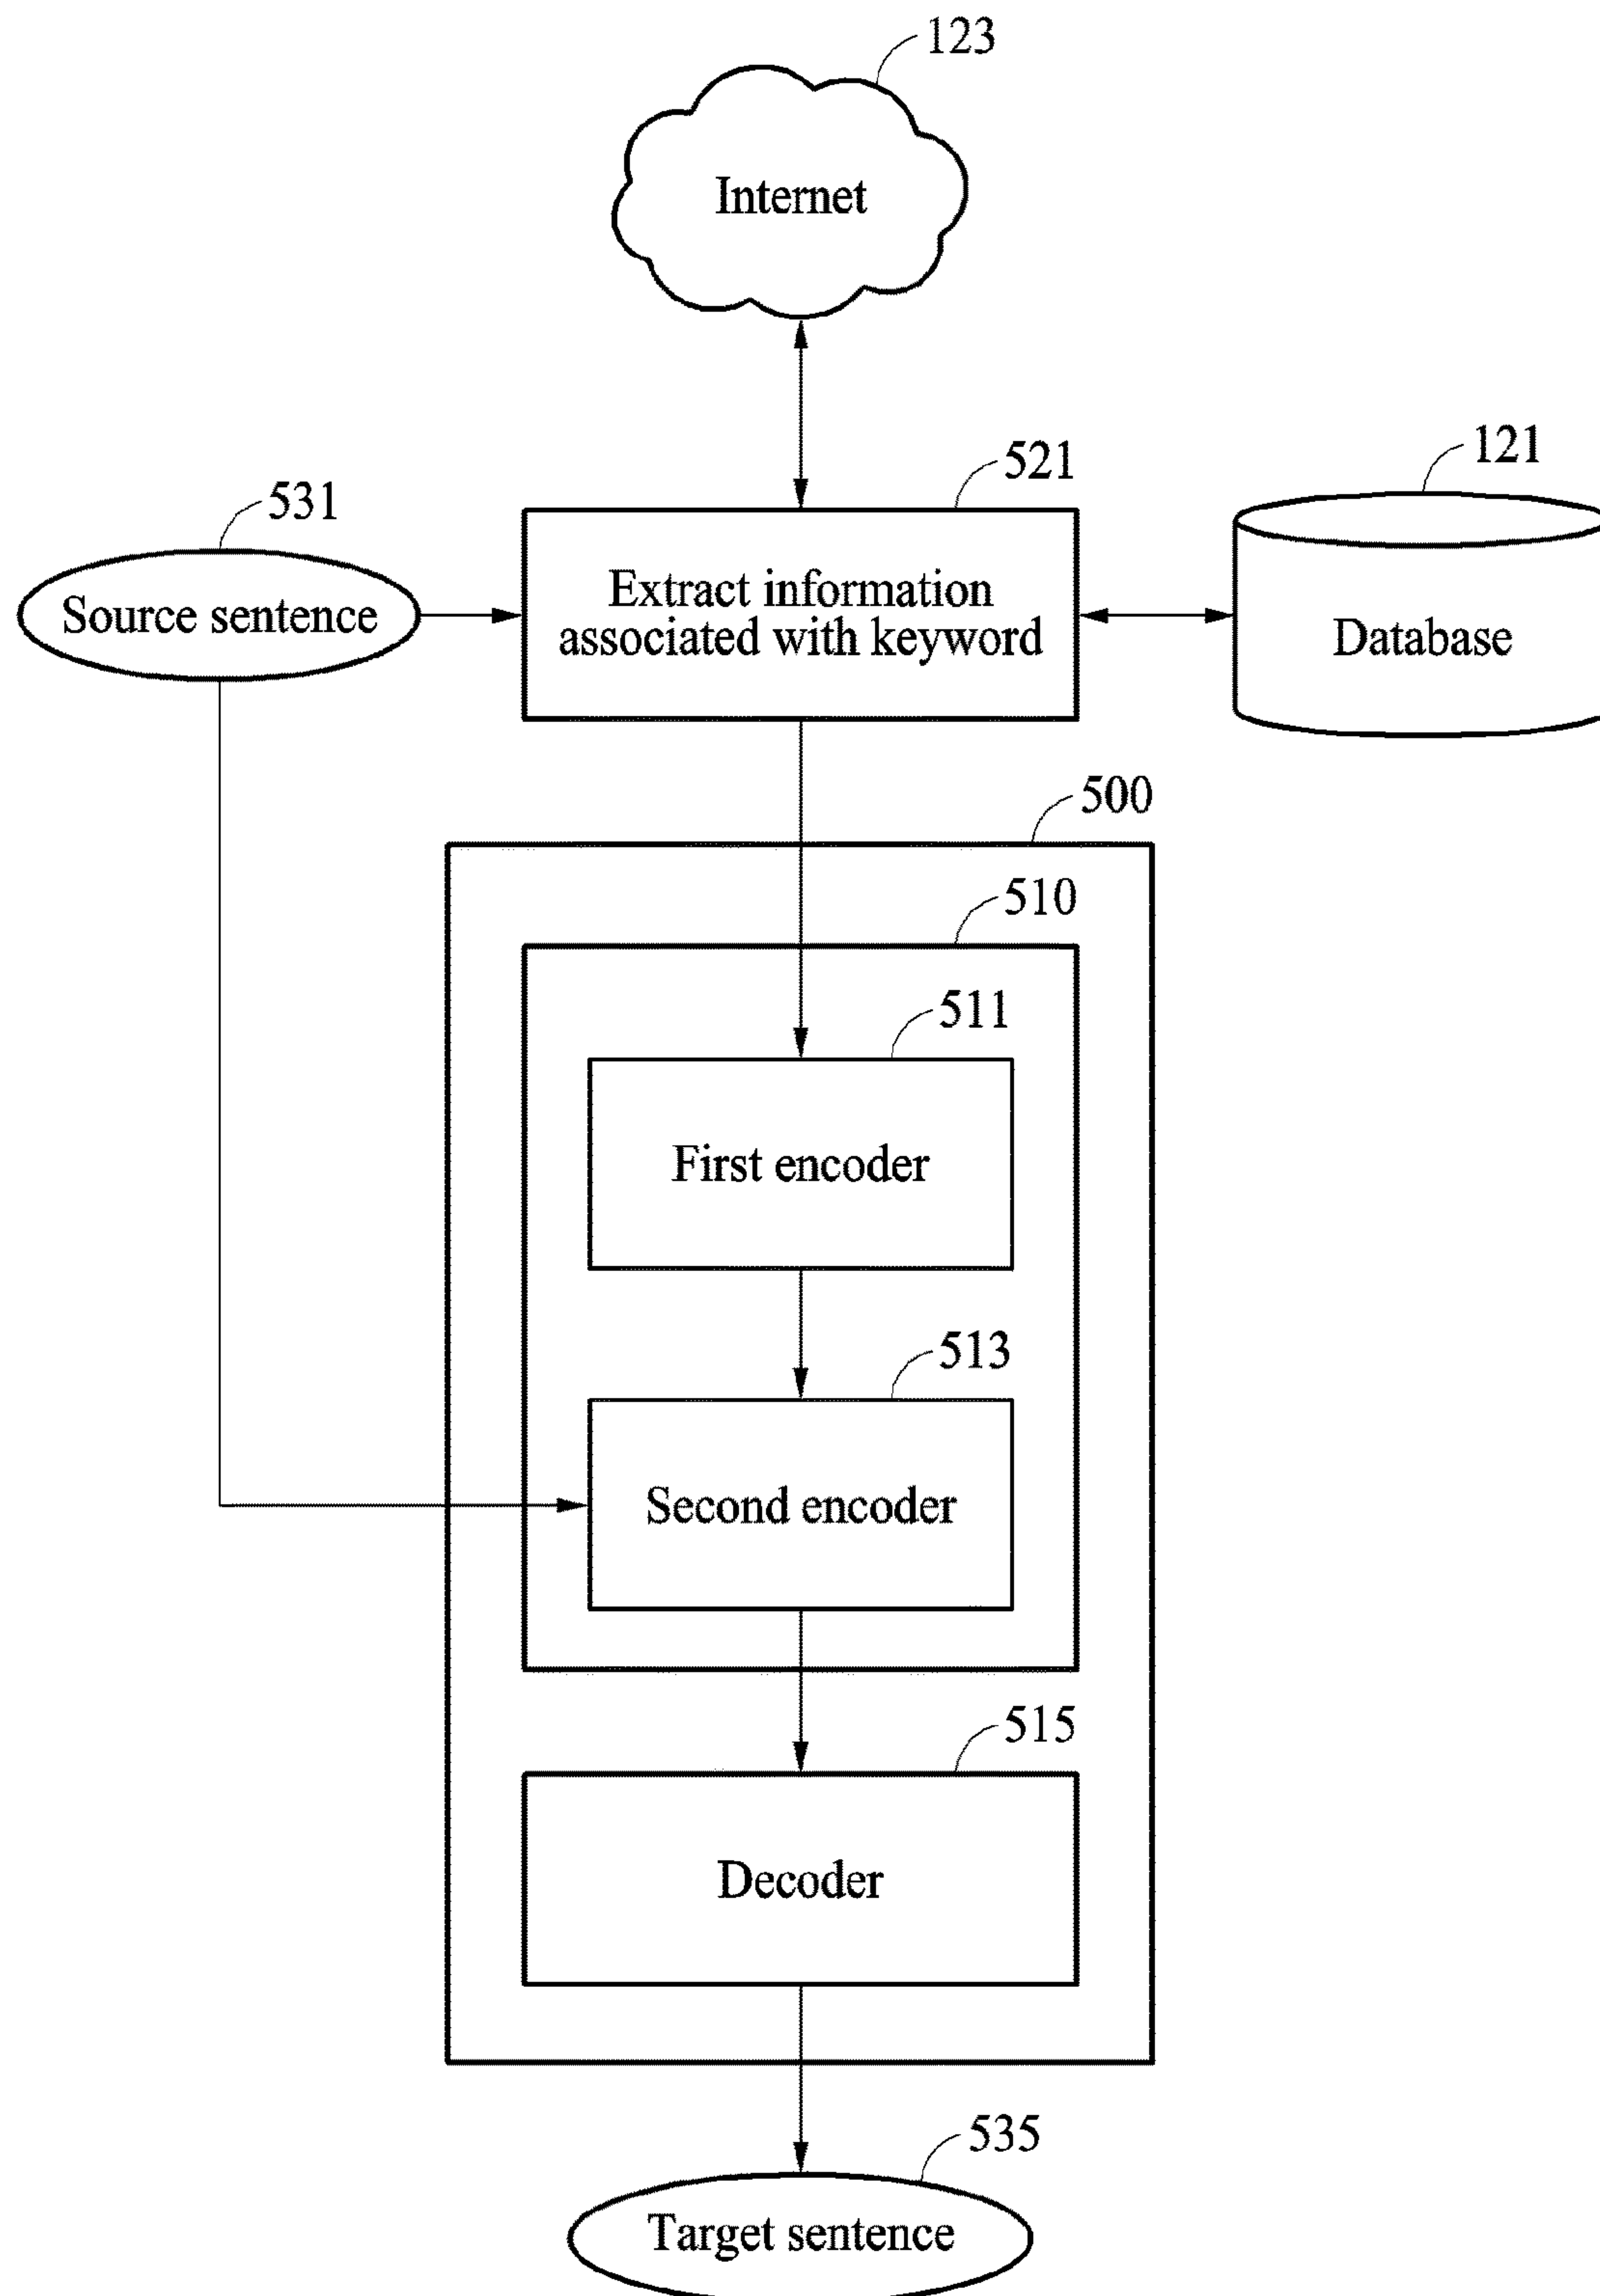 123
Internet
521
121
531
Source sentence
Extract information
associated with keyword
Database
500
510
511
First encoder
513
Second encoder
515
Decoder
535
Target sentence